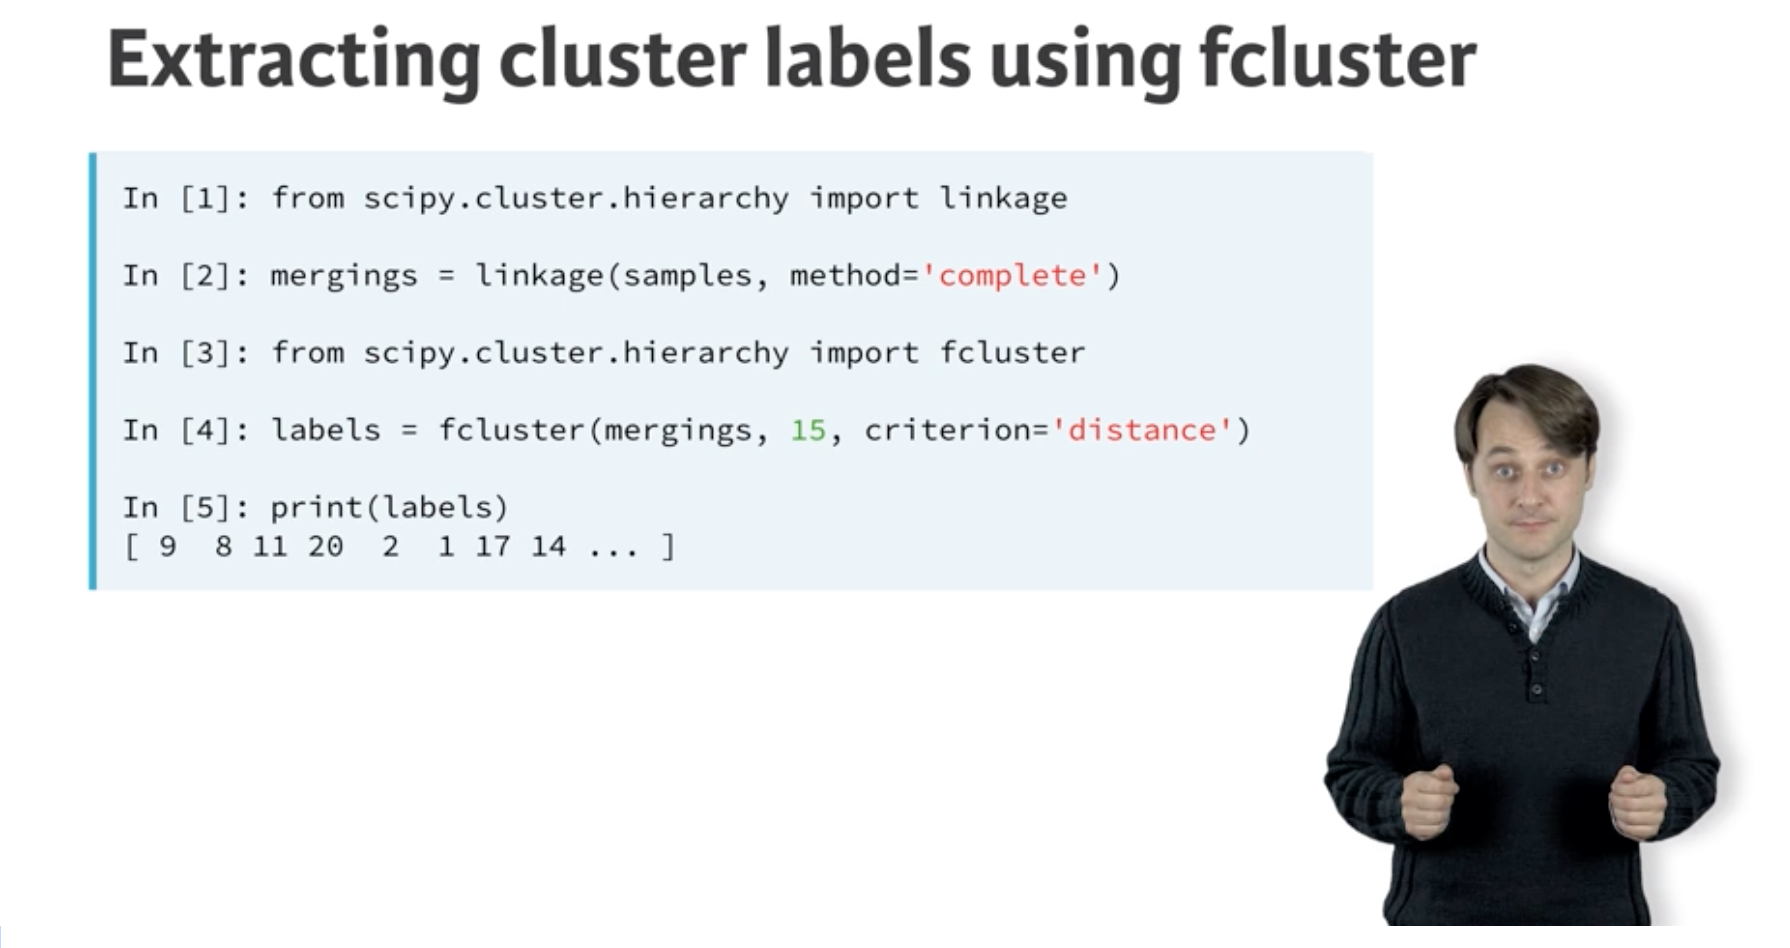 Extracting cluster labels using fcluster
In [1]: from scipy.cluster.hierarchy import linkage
In [2]: mergings = linkage(samples, method='complete')
In [3]: from scipy.cluster.hierarchy import fcluster
In [4]: labels = fcluster(mergings, 15, criterion='distance')
In [5]: print(labels)
[ 9  8 11 20  2  1 17 14 ... ]